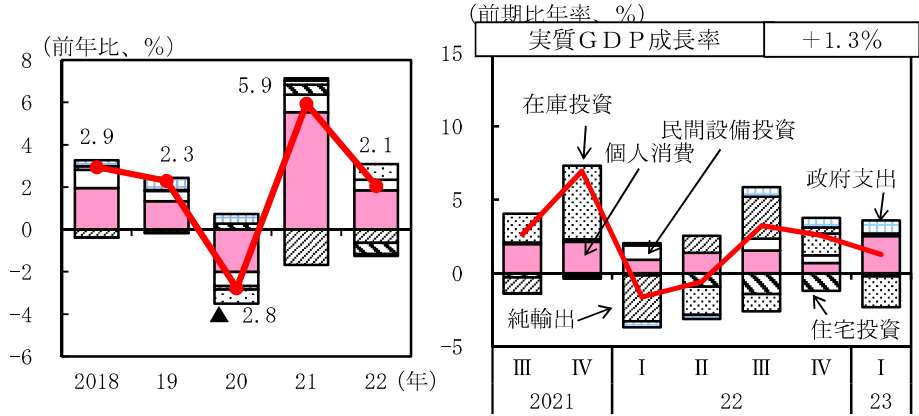 (前年比、%)
8
6
4
2
0
−2
−4
−6
2.9
2.3
▲ 2.8
5.9
2.1
2018 19 20 21 22 (年)
(前期比年率、%)
実質GDP成長率 +1.3%
15
10
5
0
−5
在庫投資
民間設備投資
個人消費
政府支出
純輸出
住宅投資
Ⅲ Ⅳ Ⅰ Ⅱ Ⅲ Ⅳ Ⅰ
2021 22 23